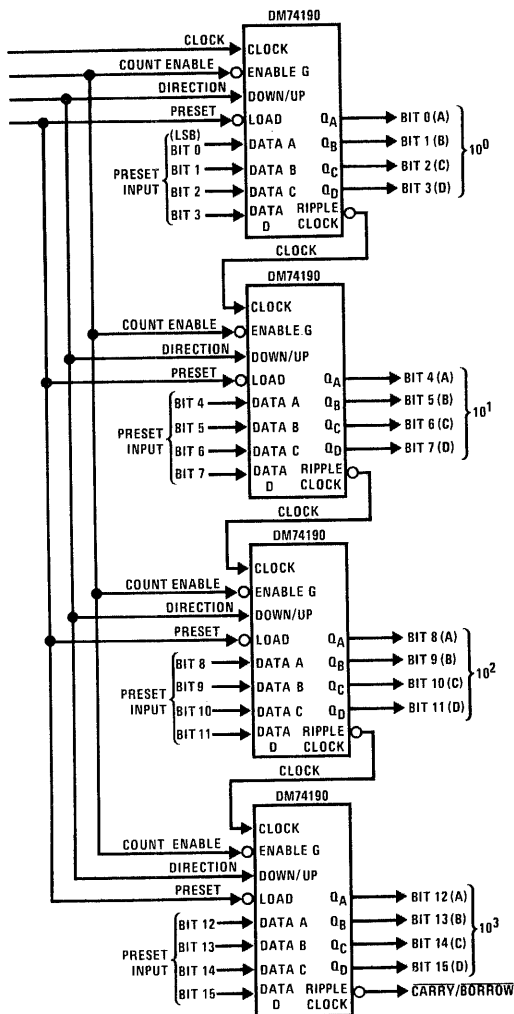 DM74190
CLOCK
CLOCK
COUNT ENABLE
ENABLE G
DIRECTION
DOWN/UP
PRESET
LOAD
QA
BIT 0 (A)
(LSB)
BIT 0
DATA A
QB
BIT 1 (B)
10⁰
PRESET INPUT
BIT 1
DATA B
QC
BIT 2 (C)
BIT 2
DATA C
QD
BIT 3 (D)
BIT 3
DATA D
RIPPLE CLOCK
CLOCK
DM74190
CLOCK
COUNT ENABLE
ENABLE G
DIRECTION
DOWN/UP
PRESET
LOAD
QA
BIT 4 (A)
BIT 4
DATA A
QB
BIT 5 (B)
10¹
PRESET INPUT
BIT 5
DATA B
QC
BIT 6 (C)
BIT 6
DATA C
QD
BIT 7 (D)
BIT 7
DATA D
RIPPLE CLOCK
CLOCK
DM74190
CLOCK
COUNT ENABLE
ENABLE G
DIRECTION
DOWN/UP
PRESET
LOAD
QA
BIT 8 (A)
BIT 8
DATA A
QB
BIT 9 (B)
10²
PRESET INPUT
BIT 9
DATA B
QC
BIT 10 (C)
BIT 10
DATA C
QD
BIT 11 (D)
BIT 11
DATA D
RIPPLE CLOCK
CLOCK
DM74190
CLOCK
COUNT ENABLE
ENABLE G
DIRECTION
DOWN/UP
PRESET
LOAD
QA
BIT 12 (A)
BIT 12
DATA A
QB
BIT 13 (B)
10³
PRESET INPUT
BIT 13
DATA B
QC
BIT 14 (C)
BIT 14
DATA C
QD
BIT 15 (D)
BIT 15
DATA D
RIPPLE CLOCK
CARRY/BORROW